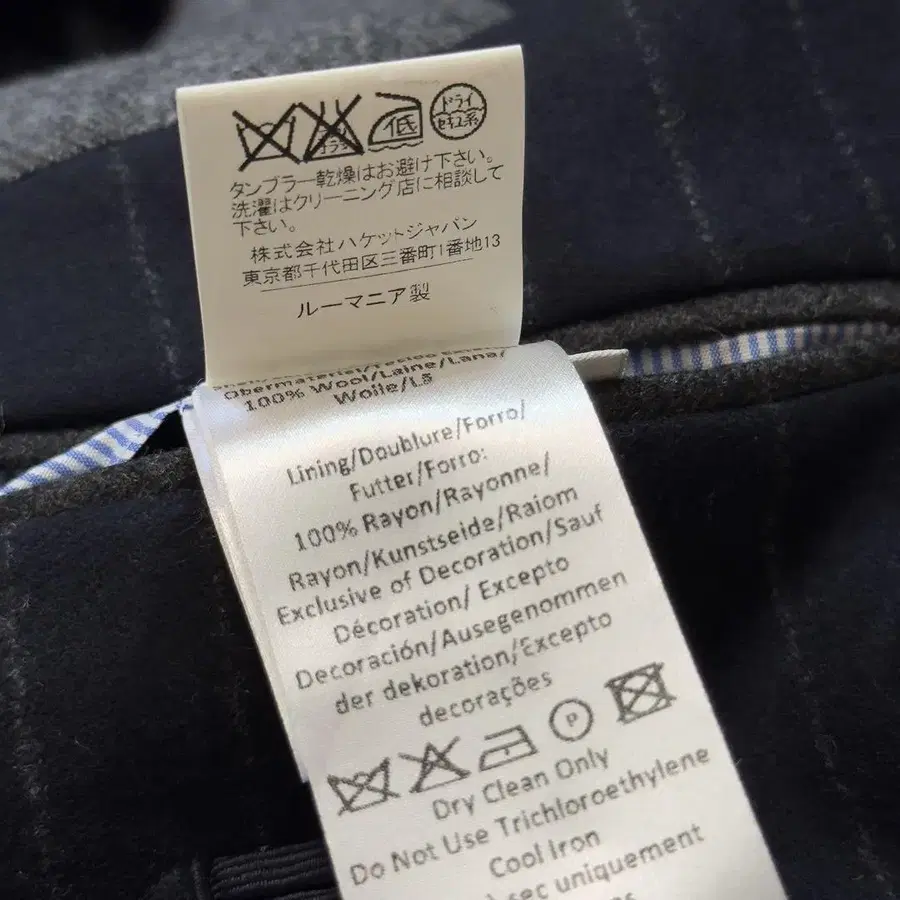 低
ドライ
セキユ系
タンブラー乾燥はお避け下さい。
洗濯はクリーニング店に相談して
下さい。
株式会社ハケットジャパン
東京都千代田区三番町1番地13
ルーマニア製
100% Wool/Laine/Lana/
Wolle/Lã
Lining/Doublure/Forro/
Futter/Forro:
100% Rayon/Rayonne/
Rayon/Kunstseide/Raiom
Exclusive of Decoration/Sauf
Décoration/ Excepto
Decoración/Ausegenommen
der dekoration/Excepto
decorações
P
Dry Clean Only
Do Not Use Trichloroethylene
Cool Iron
sec uniquement